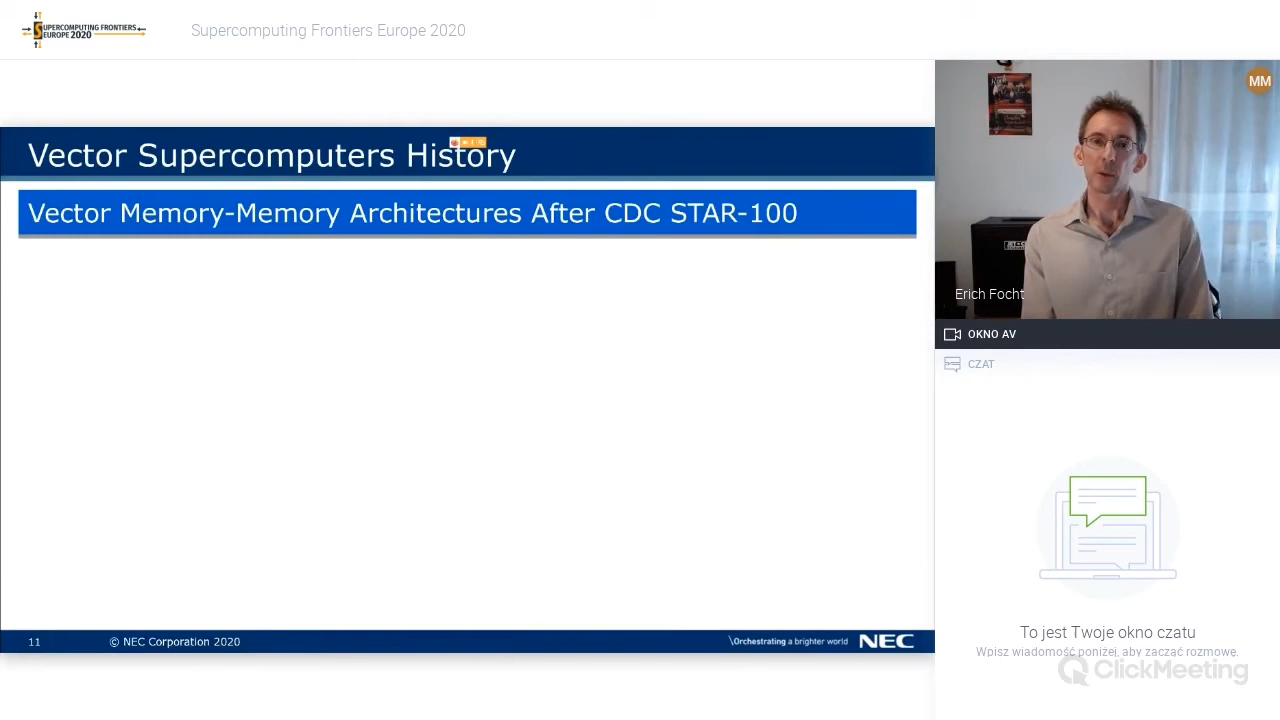 SUPERCOMPUTING FRONTIERS
EUROPE 2020
Supercomputing Frontiers Europe 2020
Vector Supercomputers History
Vector Memory-Memory Architectures After CDC STAR-100
11
© NEC Corporation 2020
\Orchestrating a brighter world
NEC
MM
Erich Focht
OKNO AV
CZAT
To jest Twoje okno czatu
Wpisz wiadomość poniżej, aby zacząć rozmowę.
ClickMeeting